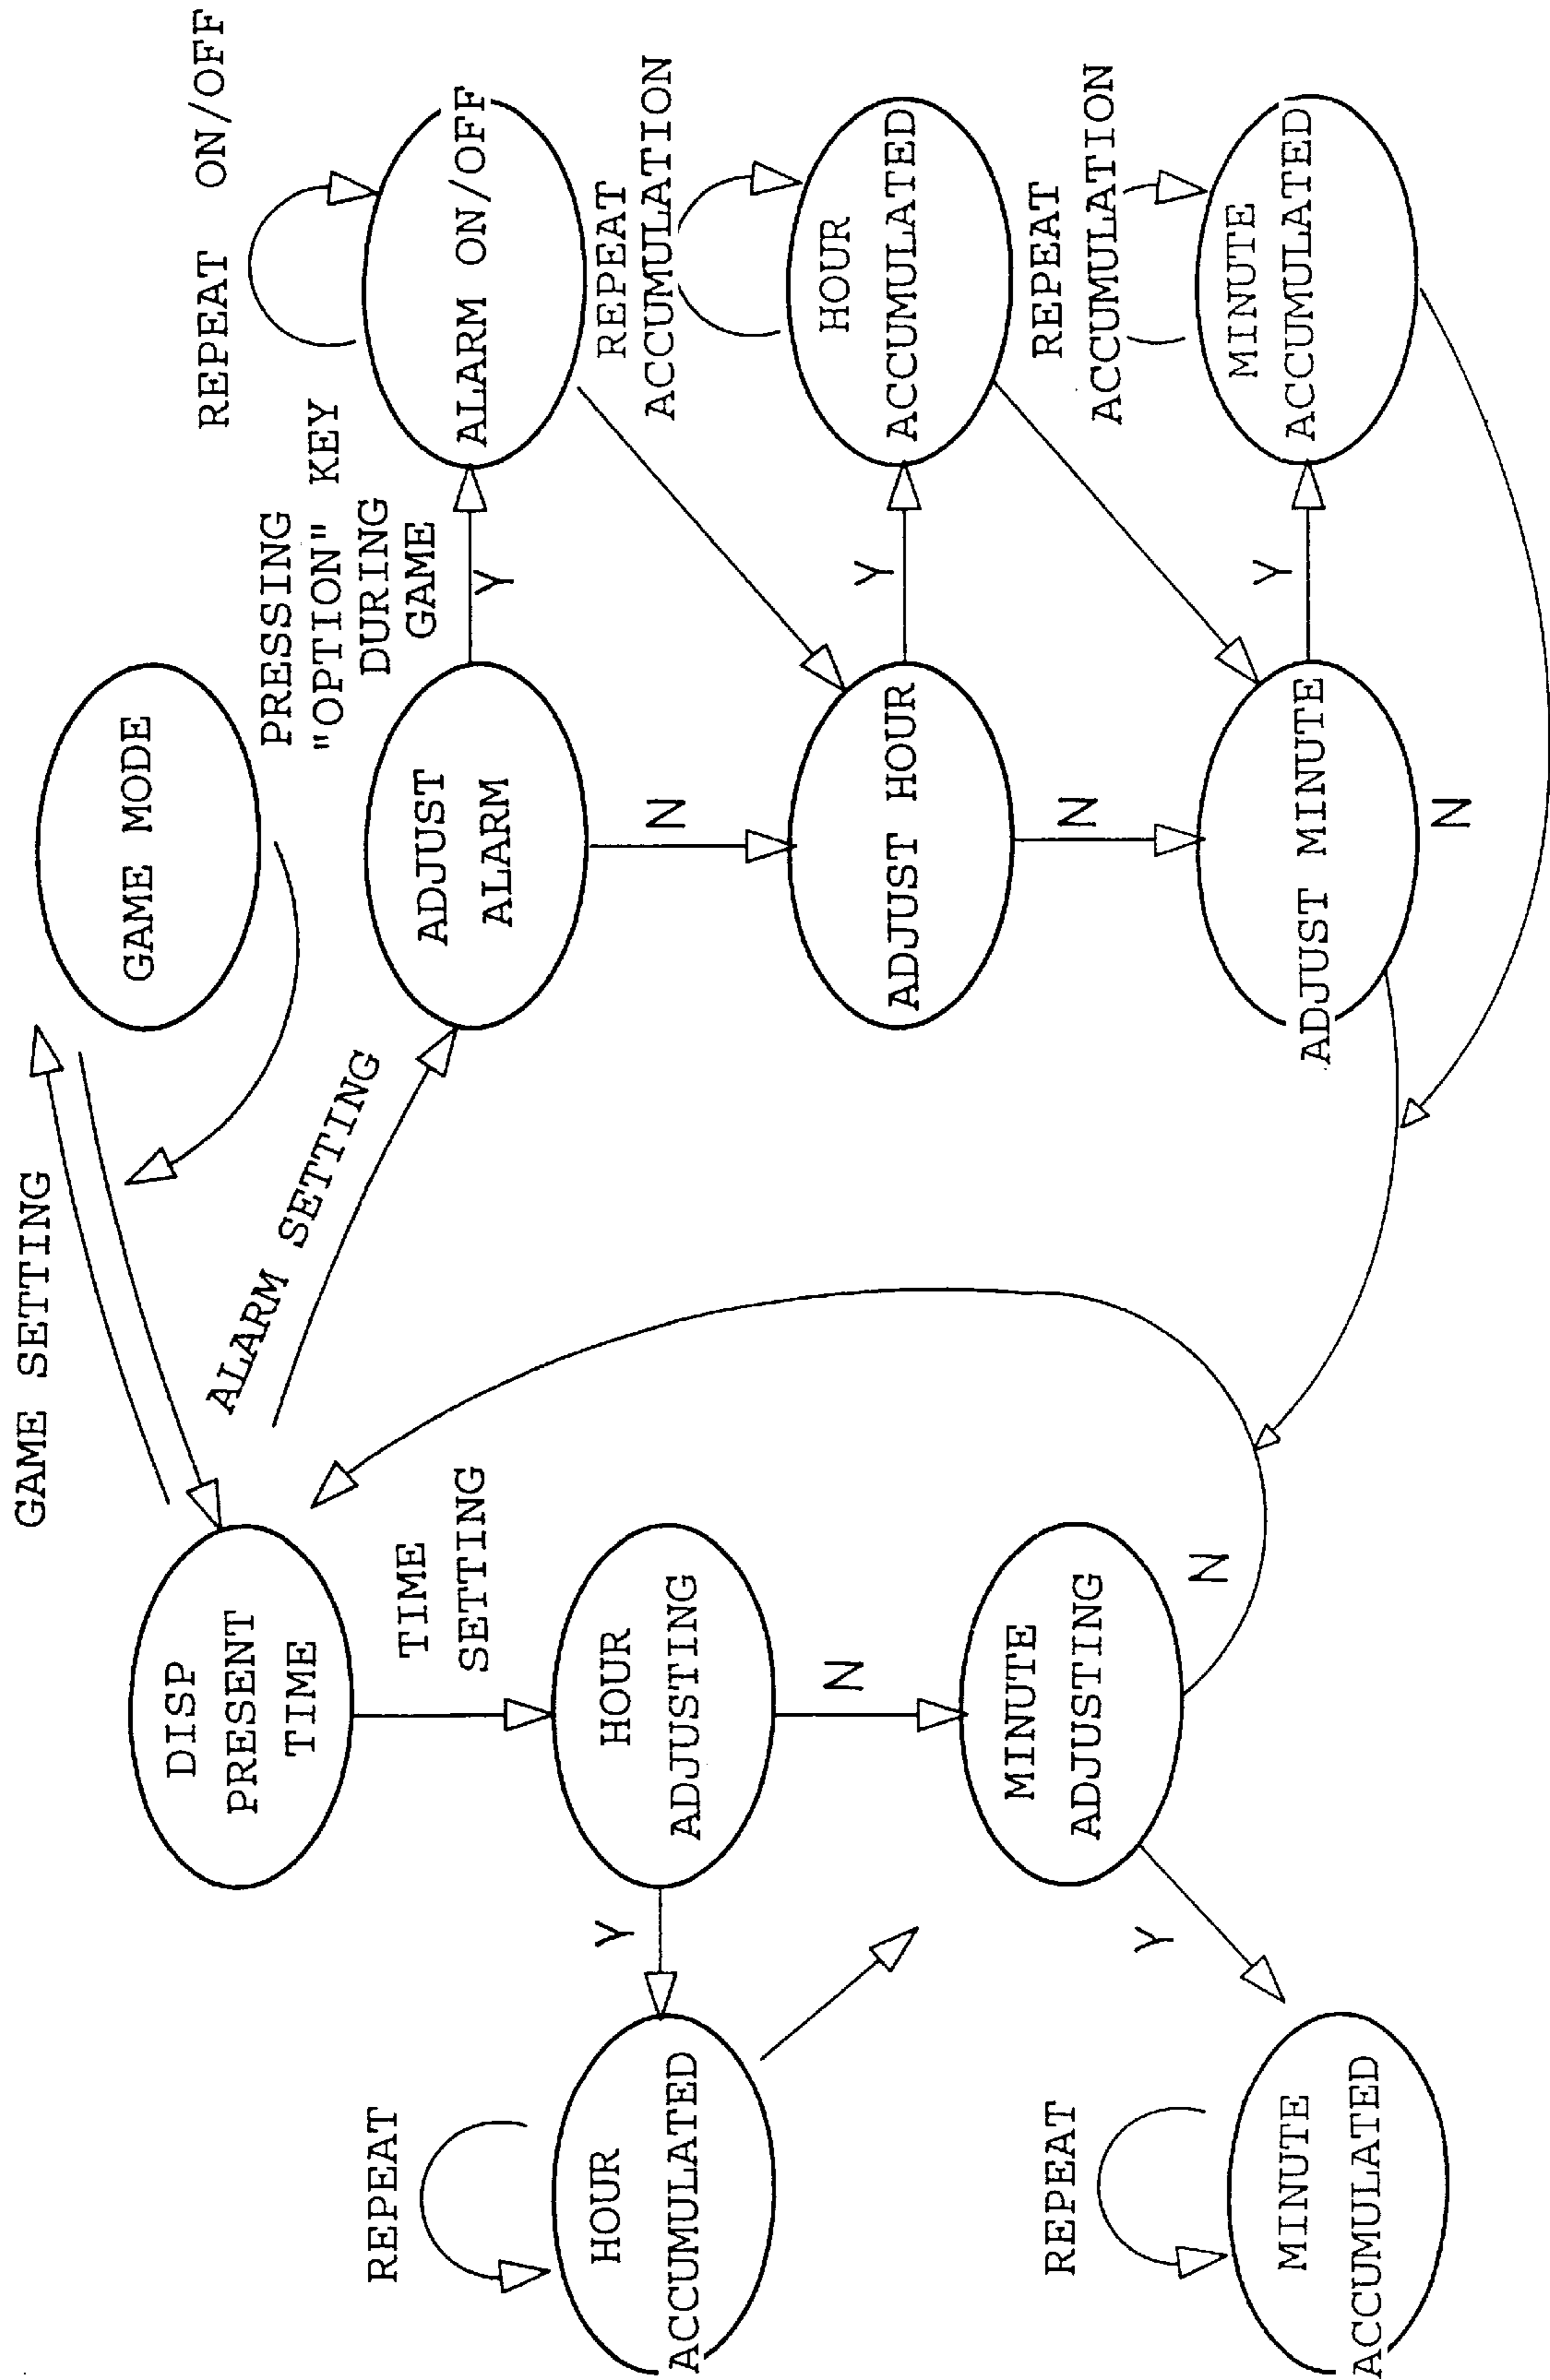 GAME SETTING
DISP
PRESENT
TIME
GAME MODE
PRESSING
"OPTION" KEY
DURING
GAME
ALARM SETTING
TIME
SETTING
REPEAT ON/OFF
ADJUST
ALARM
Y
ALARM ON/OFF
N
REPEAT
HOUR
ACCUMULATED
Y
HOUR
ADJUSTING
N
REPEAT
ACCUMULATION
ADJUST HOUR
Y
HOUR
ACCUMULATED
N
MINUTE
ADJUSTING
N
Y
REPEAT
MINUTE
ACCUMULATED
REPEAT
ACCUMULATION
ADJUST MINUTE
Y
MINUTE
ACCUMULATED
N